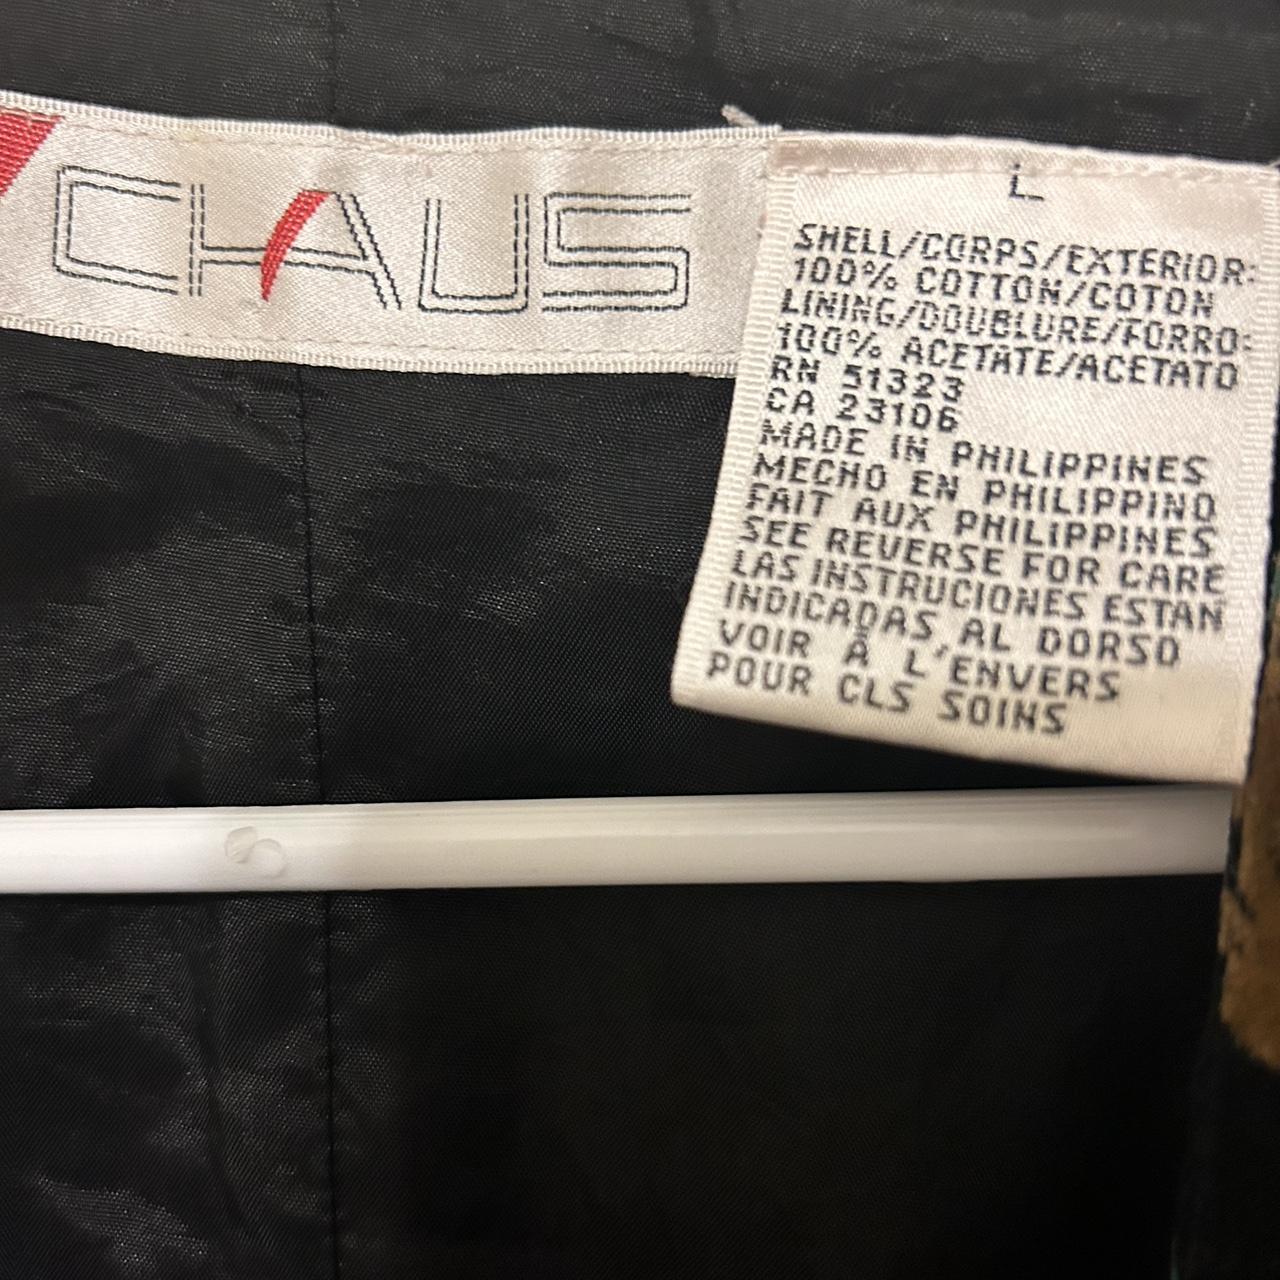 CHAUS
L
SHELL/CORPS/EXTERIOR:
100% COTTON/COTON
LINING/DOUBLURE/FORRO:
100% ACETATE/ACETATO
RN 51323
CA 23106
MADE IN PHILIPPINES
MECHO EN PHILIPPINO
FAIT AUX PHILIPPINES
SEE REVERSE FOR CARE
LAS INSTRUCIONES ESTAN
INDICADAS AL DORSO
VOIR À L'ENVERS
POUR CLS SOINS